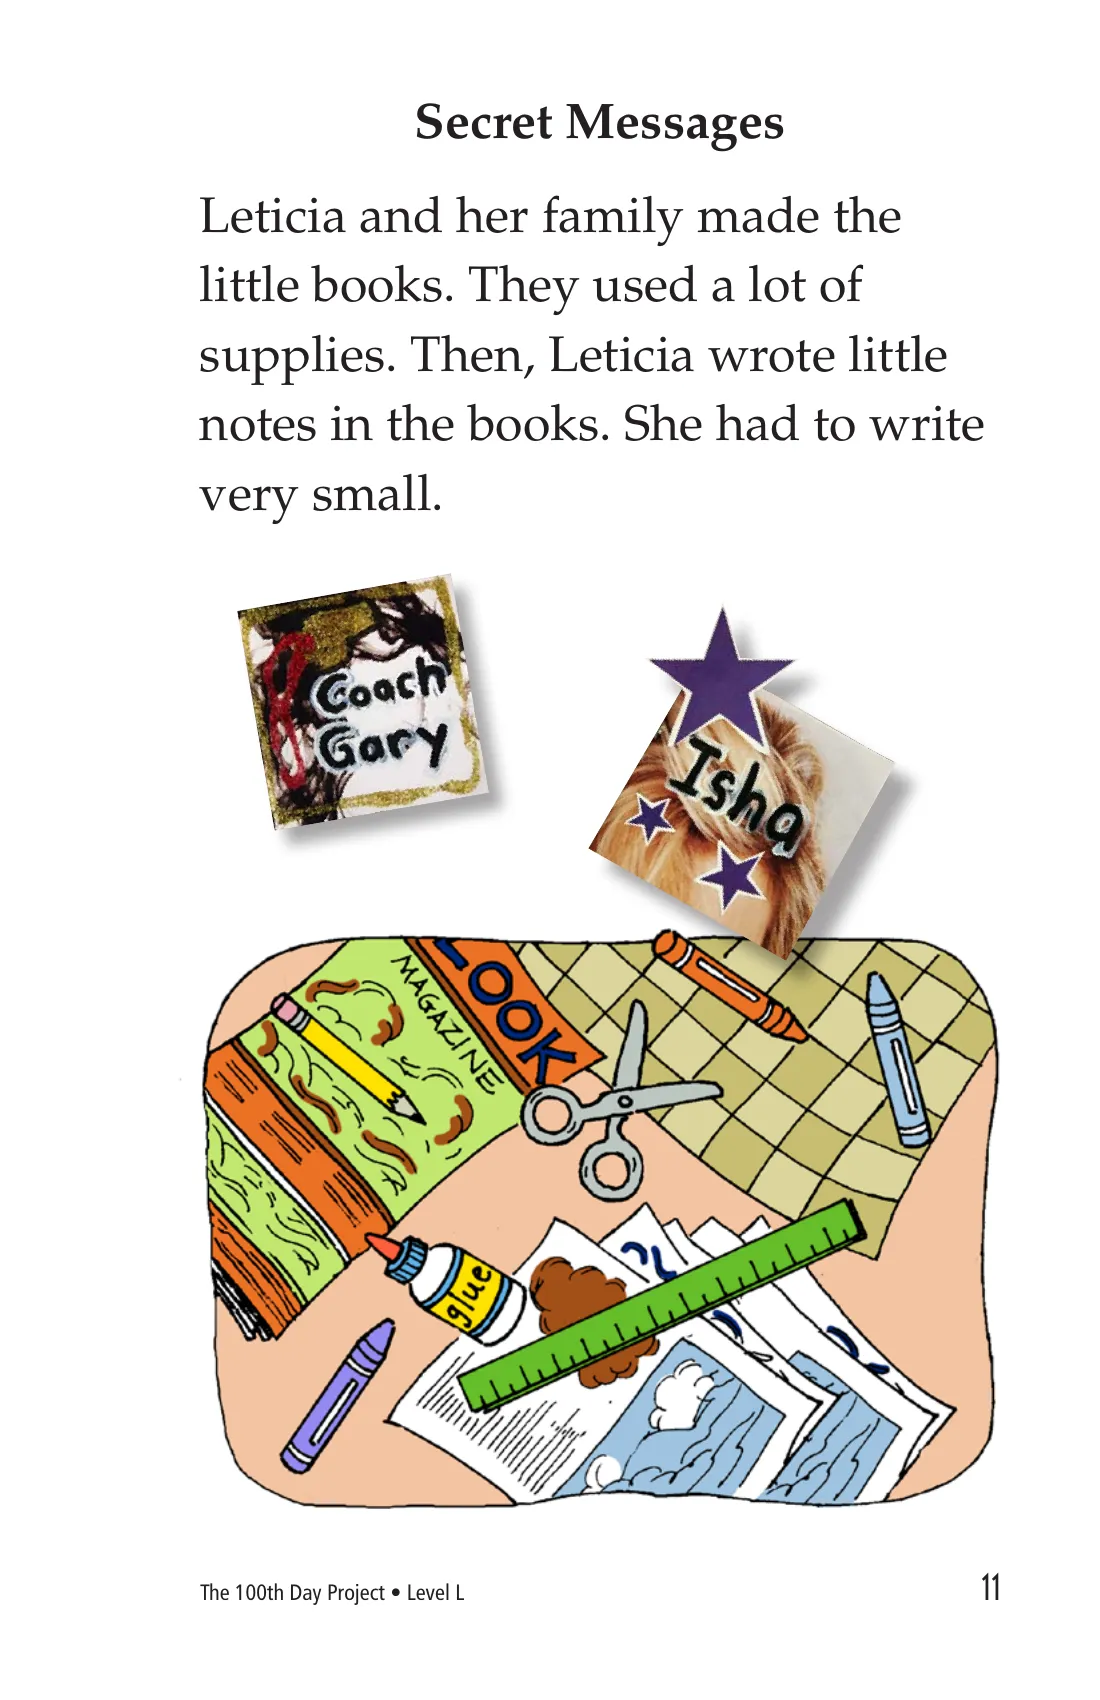 Secret Messages
Leticia and her family made the
little books. They used a lot of
supplies. Then, Leticia wrote little
notes in the books. She had to write
very small.
Coach
Gary
Isha
LOOK
MAGAZINE
glue
The 100th Day Project • Level L
11